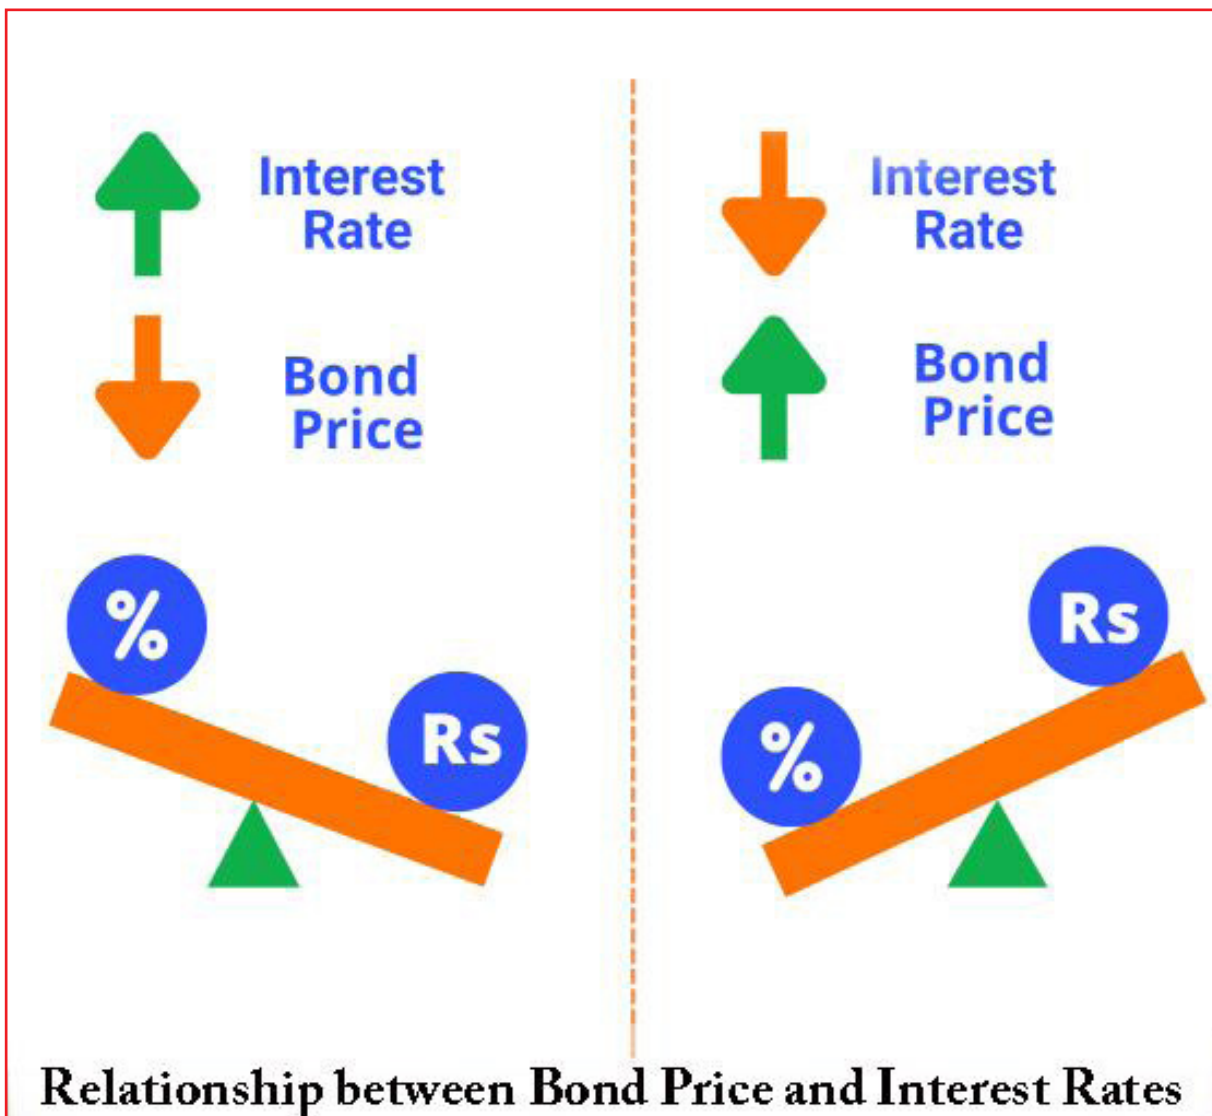 Interest
Rate
Bond
Price
%
Rs
Interest
Rate
Bond
Price
%
Rs
Relationship between Bond Price and Interest Rates